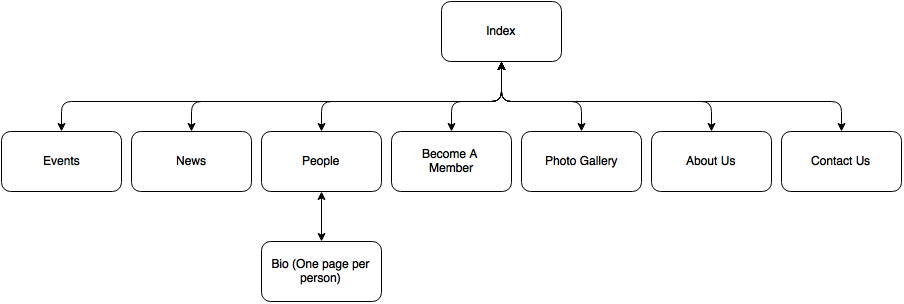 Index
Events
News
People
Become A
Member
Photo Gallery
About Us
Contact Us
Bio (One page per
person)